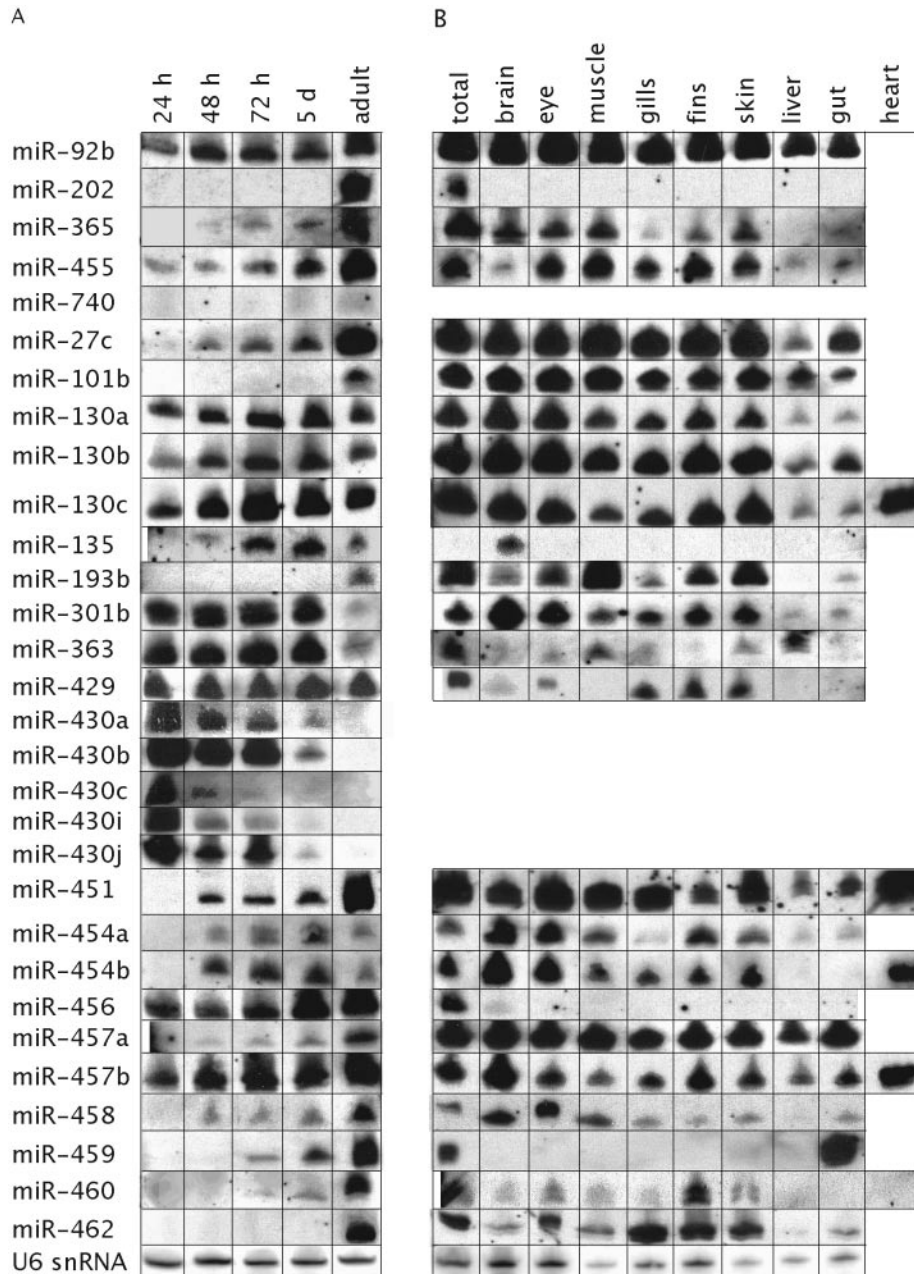 A
B
24 h 48 h 72 h 5 d adult
total brain eye muscle gills fins skin liver gut heart
miR-92b
miR-202
miR-365
miR-455
miR-740
miR-27c
miR-101b
miR-130a
miR-130b
miR-130c
miR-135
miR-193b
miR-301b
miR-363
miR-429
miR-430a
miR-430b
miR-430c
miR-430i
miR-430j
miR-451
miR-454a
miR-454b
miR-456
miR-457a
miR-457b
miR-458
miR-459
miR-460
miR-462
U6 snRNA